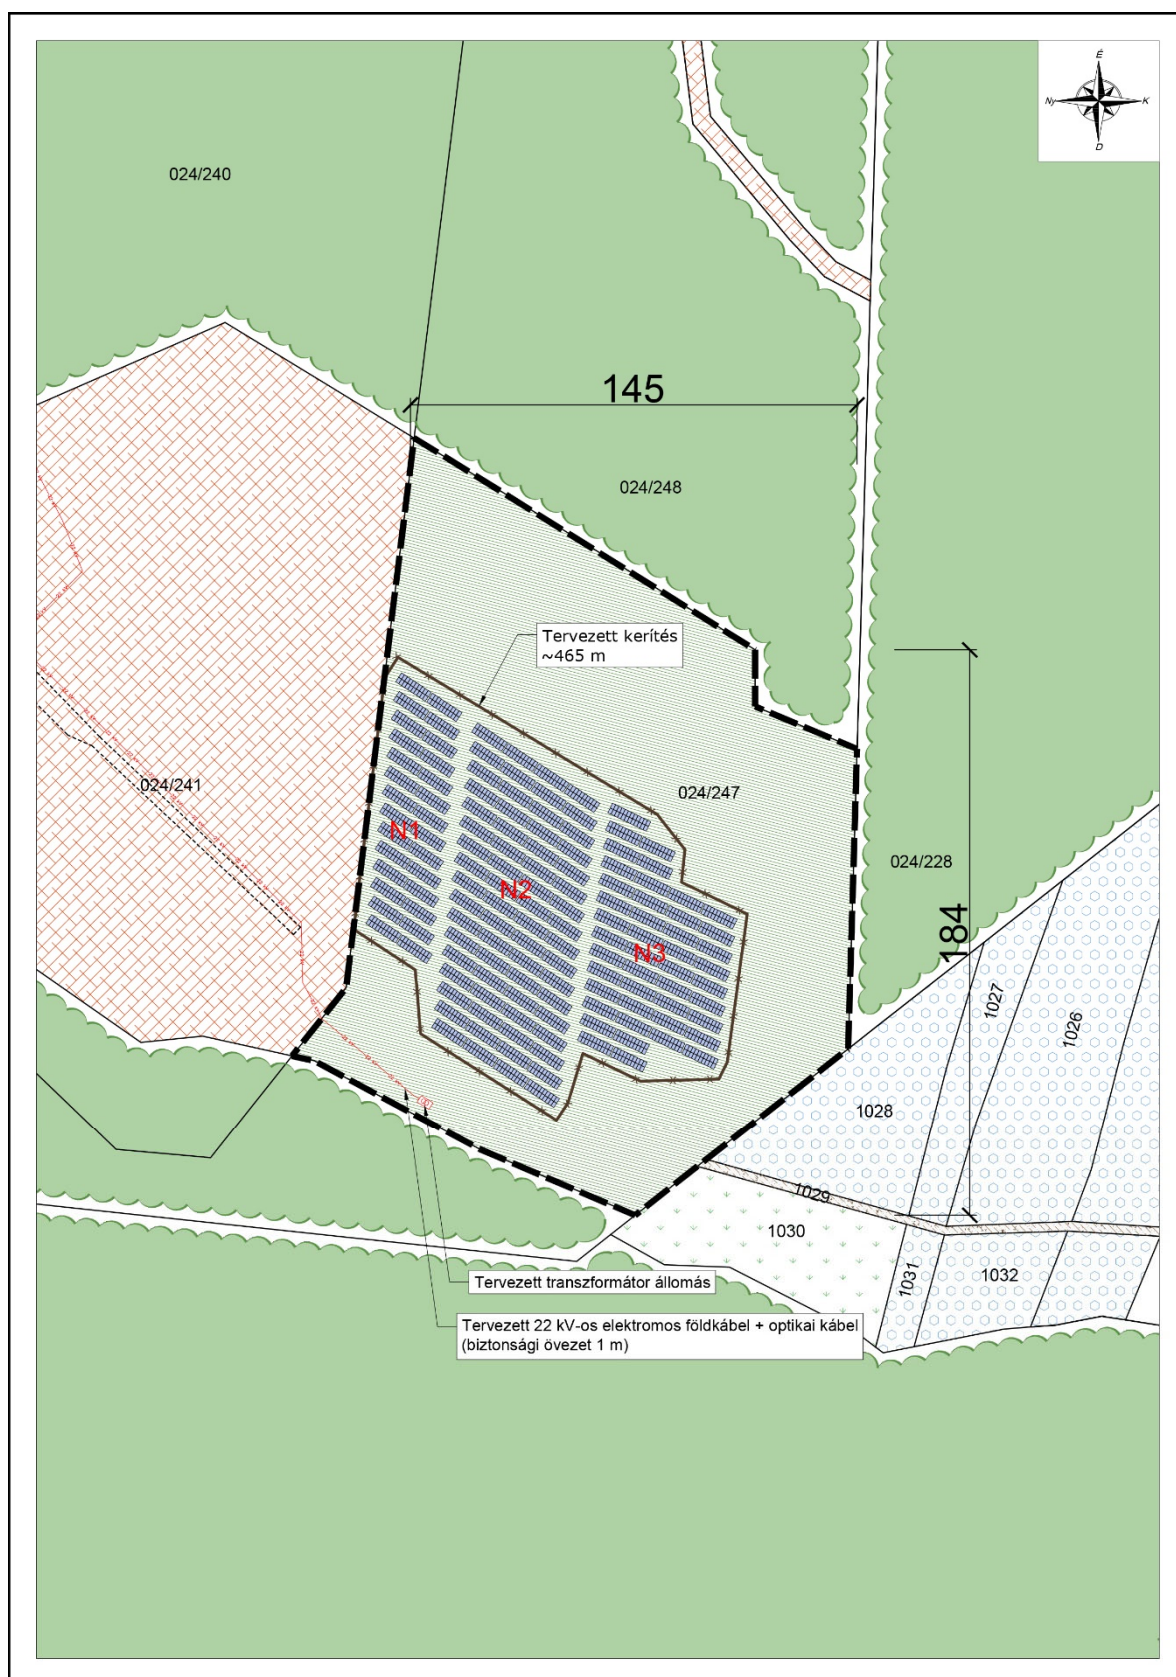 É
Ny
K
D
024/240
145
024/248
Tervezett kerítés
~465 m
024/241
024/247
N1
N2
N3
024/228
184
1027
1026
1028
1029
1030
1031
1032
Tervezett transzformátor állomás
Tervezett 22 kV-os elektromos földkábel + optikai kábel
(biztonsági övezet 1 m)